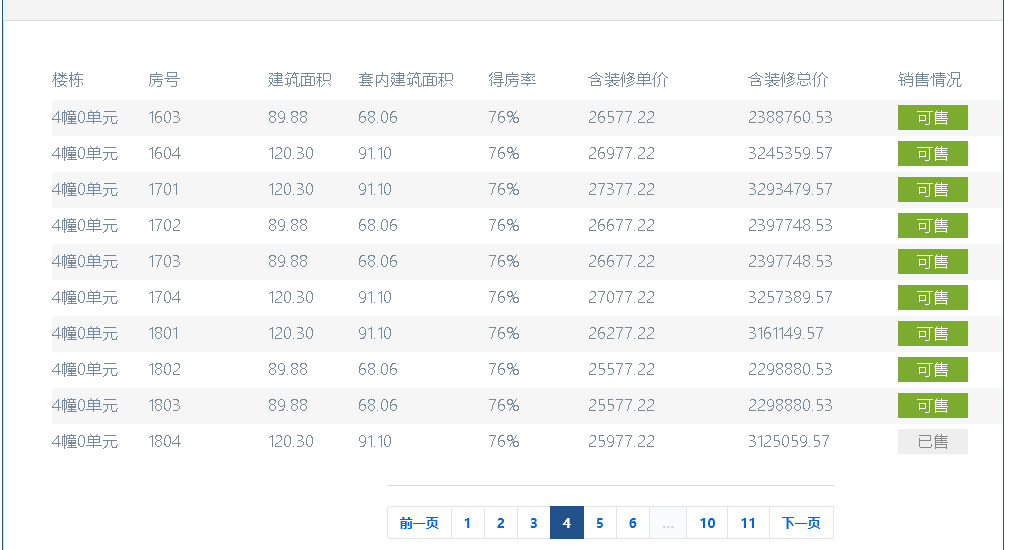 楼栋 房号 建筑面积 套内建筑面积 得房率 含装修单价 含装修总价 销售情况
4幢0单元 1603 89.88 68.06 76% 26577.22 2388760.53 可售
4幢0单元 1604 120.30 91.10 76% 26977.22 3245359.57 可售
4幢0单元 1701 120.30 91.10 76% 27377.22 3293479.57 可售
4幢0单元 1702 89.88 68.06 76% 26677.22 2397748.53 可售
4幢0单元 1703 89.88 68.06 76% 26677.22 2397748.53 可售
4幢0单元 1704 120.30 91.10 76% 27077.22 3257389.57 可售
4幢0单元 1801 120.30 91.10 76% 26277.22 3161149.57 可售
4幢0单元 1802 89.88 68.06 76% 25577.22 2298880.53 可售
4幢0单元 1803 89.88 68.06 76% 25577.22 2298880.53 可售
4幢0单元 1804 120.30 91.10 76% 25977.22 3125059.57 已售
前一页 1 2 3 4 5 6 ... 10 11 下一页